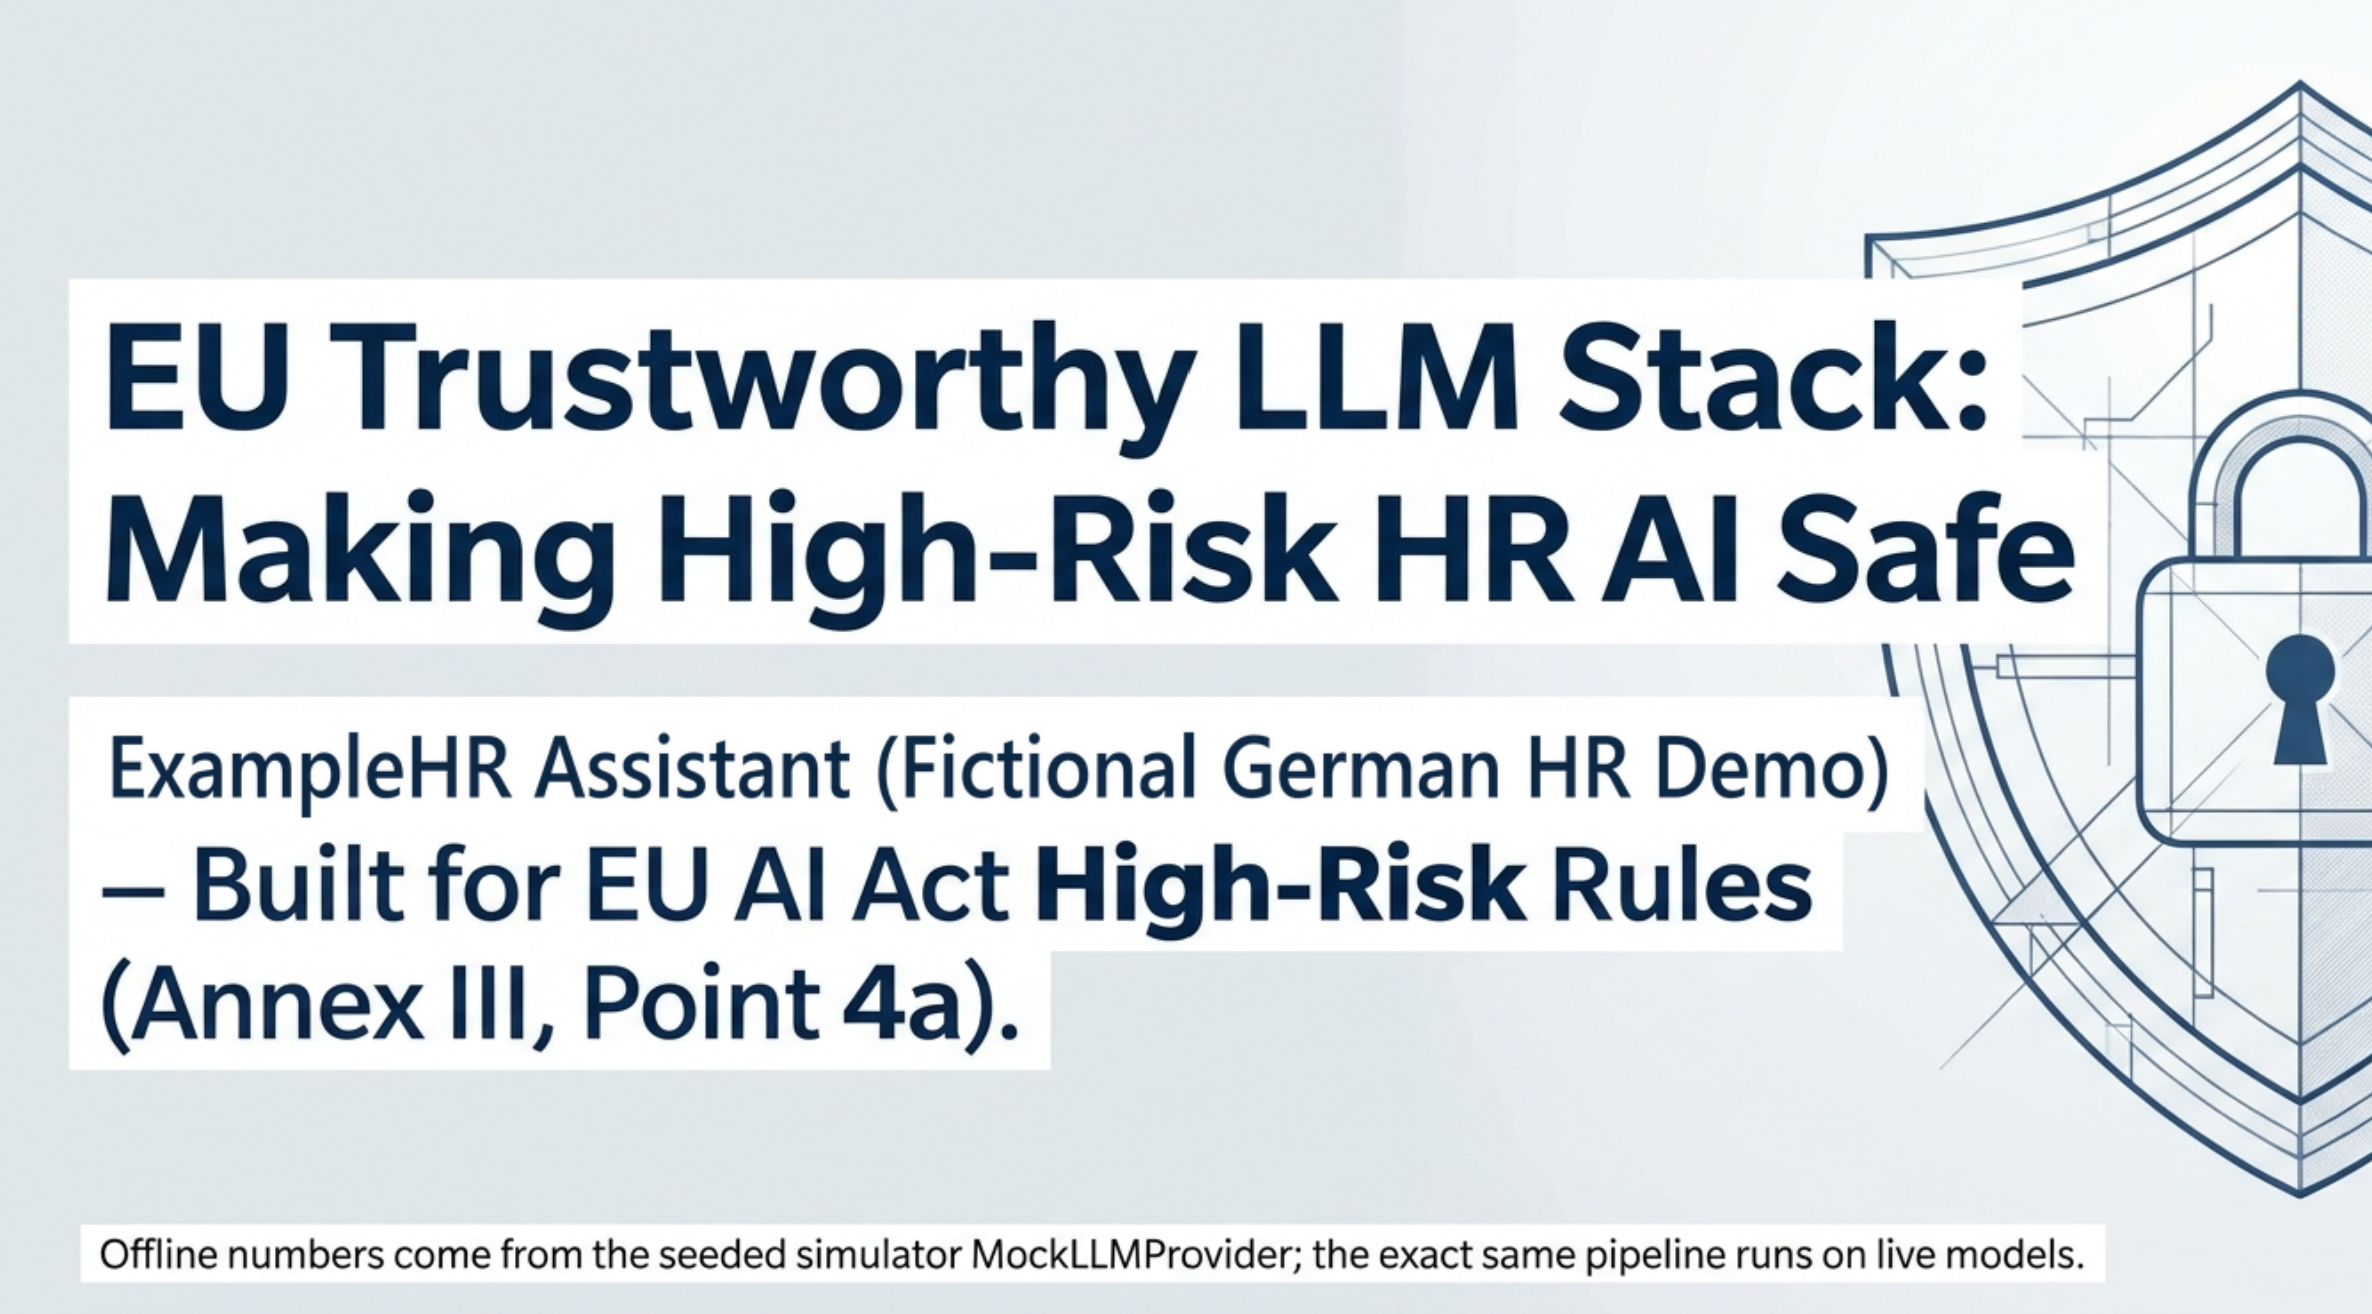 EU Trustworthy LLM Stack:
Making High-Risk HR AI Safe
ExampleHR Assistant (Fictional German HR Demo)
– Built for EU AI Act High-Risk Rules
(Annex III, Point 4a).
Offline numbers come from the seeded simulator MockLLMProvider; the exact same pipeline runs on live models.